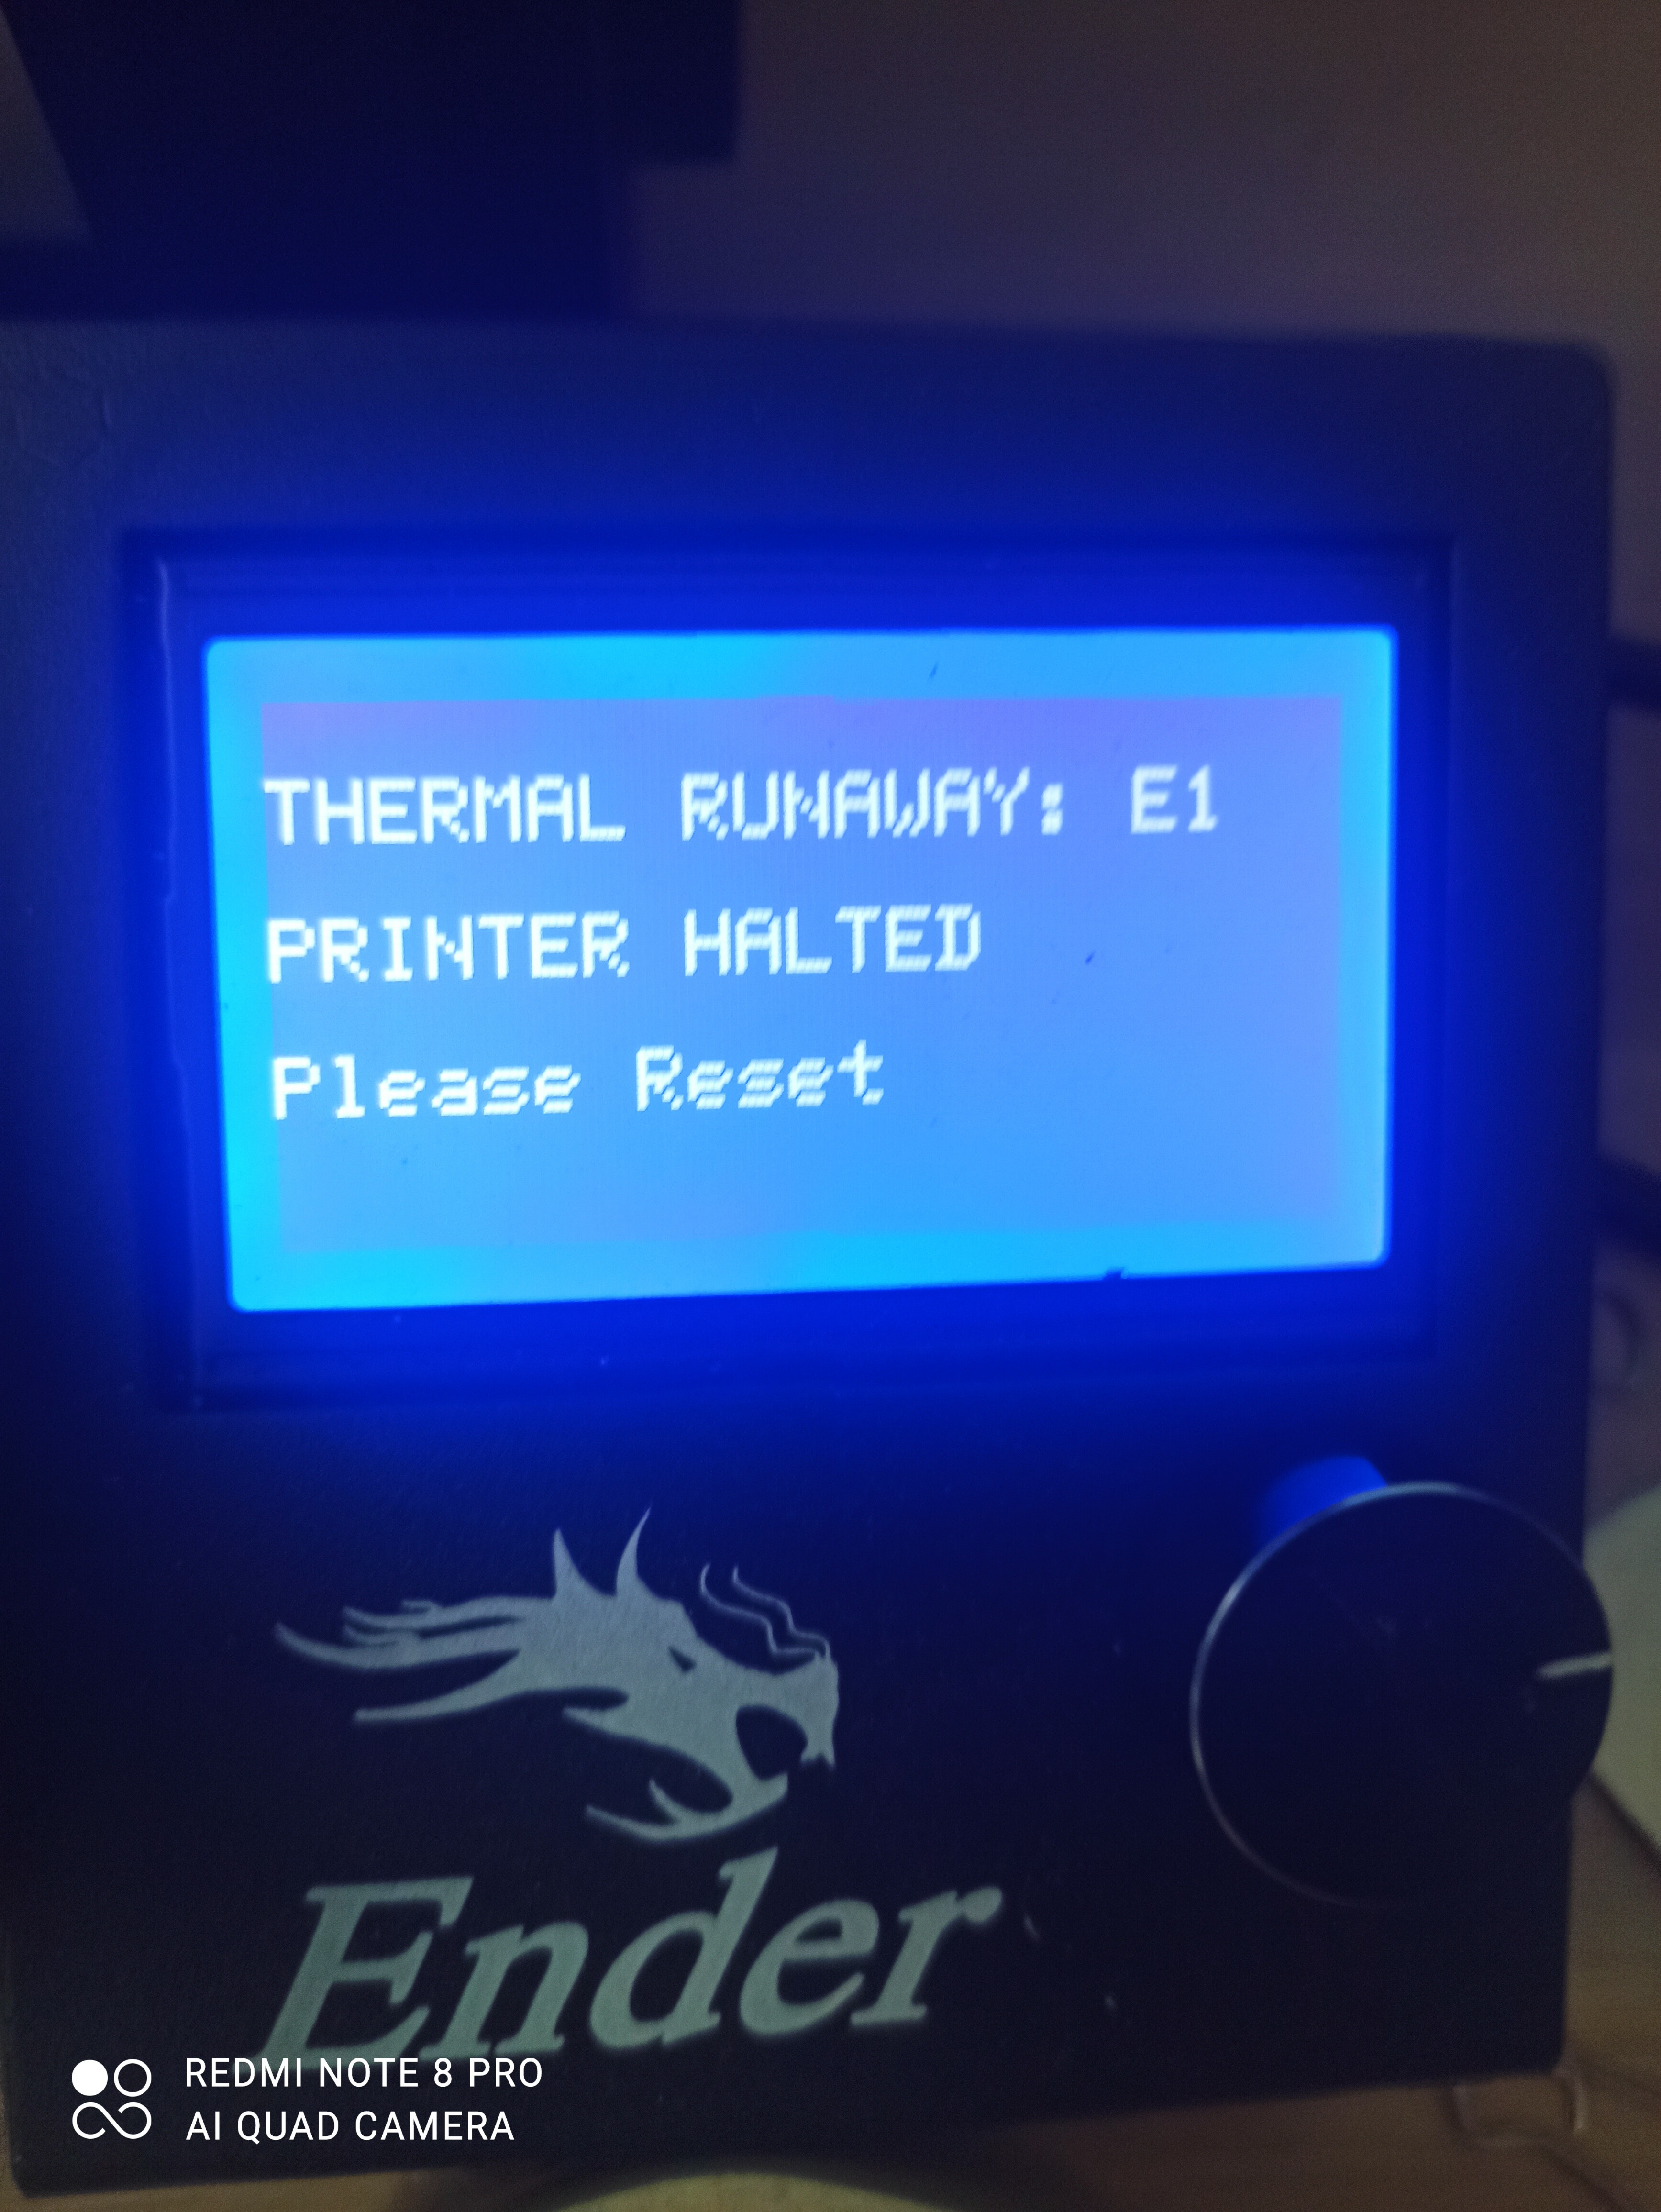 THERMAL RUNAWAY: E1
PRINTER HALTED
Please Reset
Ender
REDMI NOTE 8 PRO
AI QUAD CAMERA